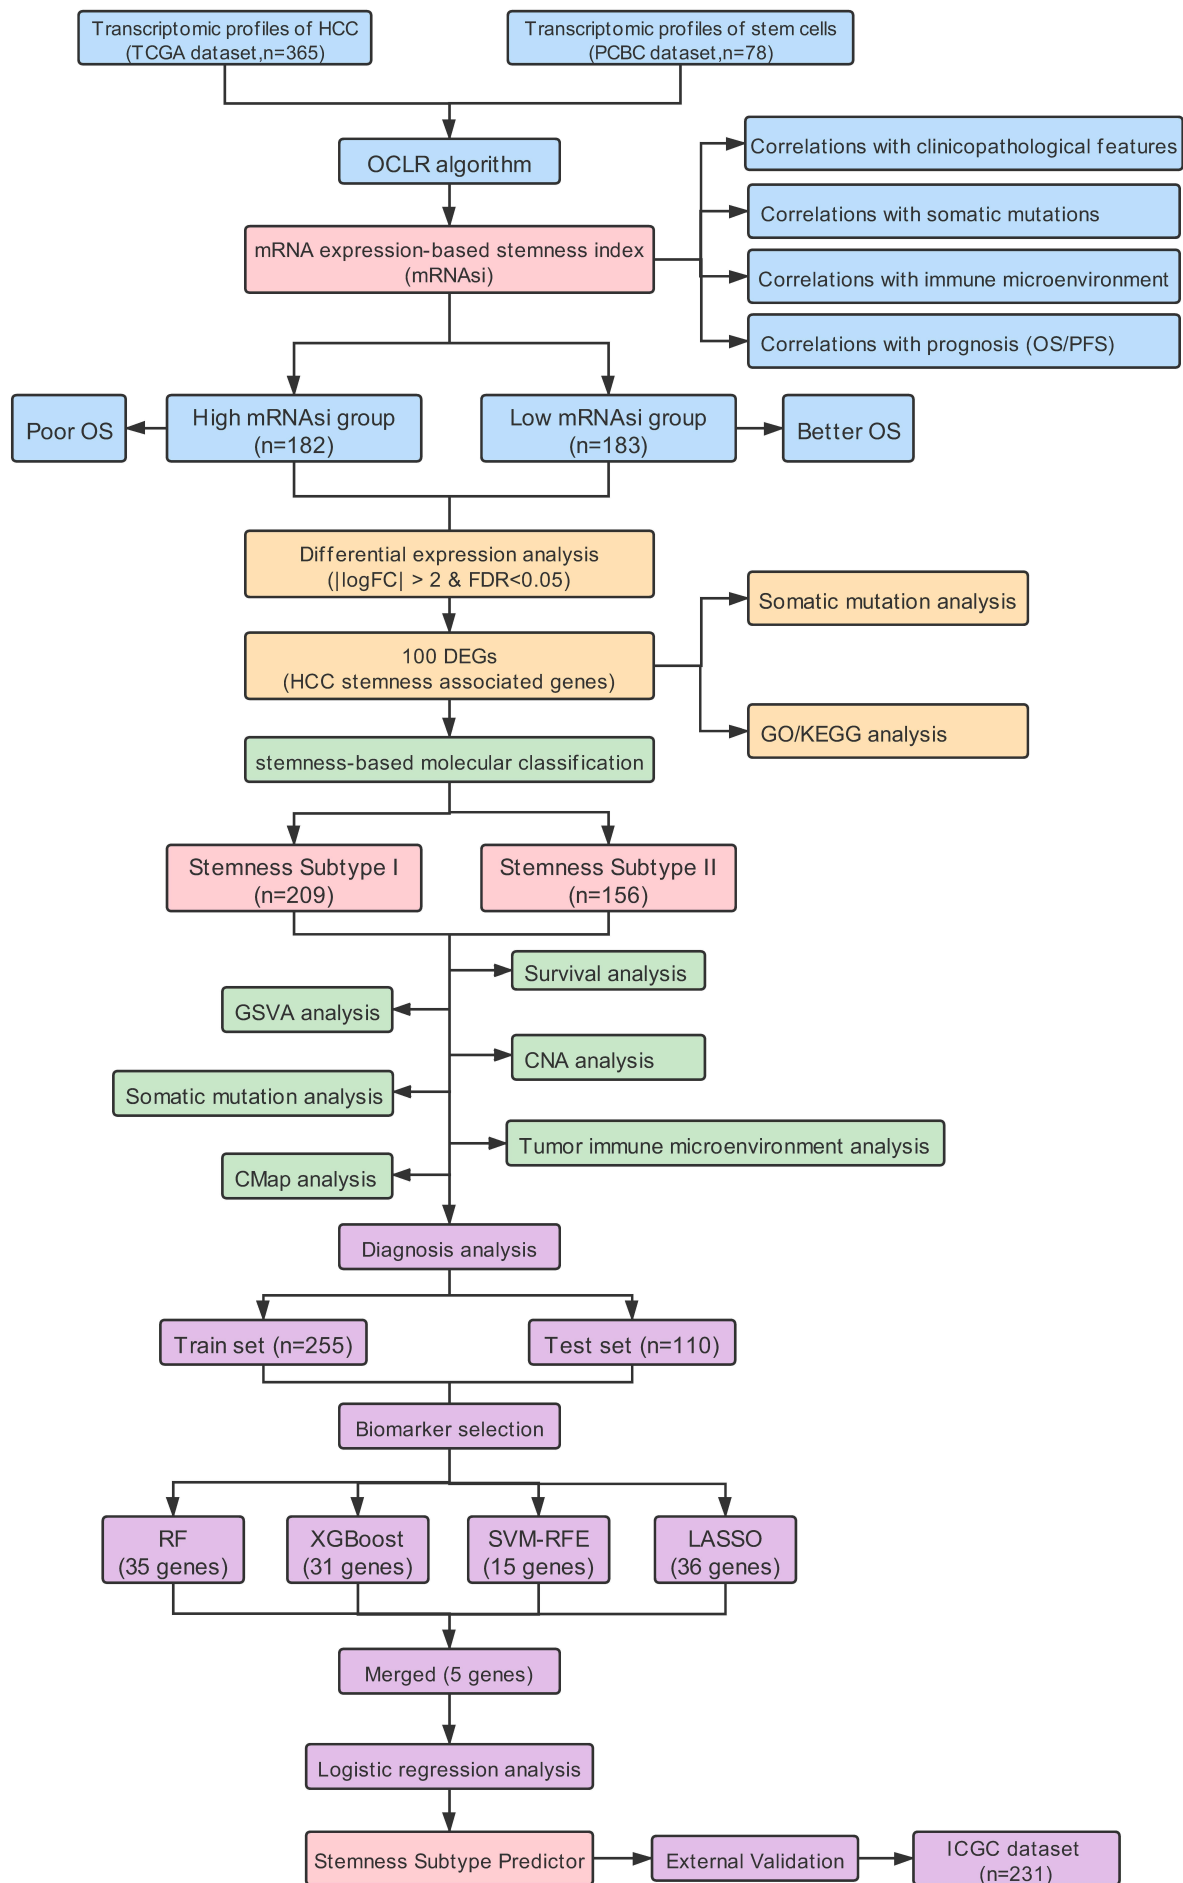 Transcriptomic profiles of HCC
(TCGA dataset,n=365)
Transcriptomic profiles of stem cells
(PCBC dataset,n=78)
OCLR algorithm
Correlations with clinicopathological features
Correlations with somatic mutations
mRNA expression-based stemness index
(mRNAsi)
Correlations with immune microenvironment
Correlations with prognosis (OS/PFS)
Poor OS
High mRNAsi group
(n=182)
Low mRNAsi group
(n=183)
Better OS
Differential expression analysis
(|logFC| > 2 & FDR<0.05)
Somatic mutation analysis
100 DEGs
(HCC stemness associated genes)
GO/KEGG analysis
stemness-based molecular classification
Stemness Subtype I
(n=209)
Stemness Subtype II
(n=156)
Survival analysis
GSVA analysis
CNA analysis
Somatic mutation analysis
Tumor immune microenvironment analysis
CMap analysis
Diagnosis analysis
Train set (n=255)
Test set (n=110)
Biomarker selection
RF
(35 genes)
XGBoost
(31 genes)
SVM-RFE
(15 genes)
LASSO
(36 genes)
Merged (5 genes)
Logistic regression analysis
Stemness Subtype Predictor
External Validation
ICGC dataset
(n=231)